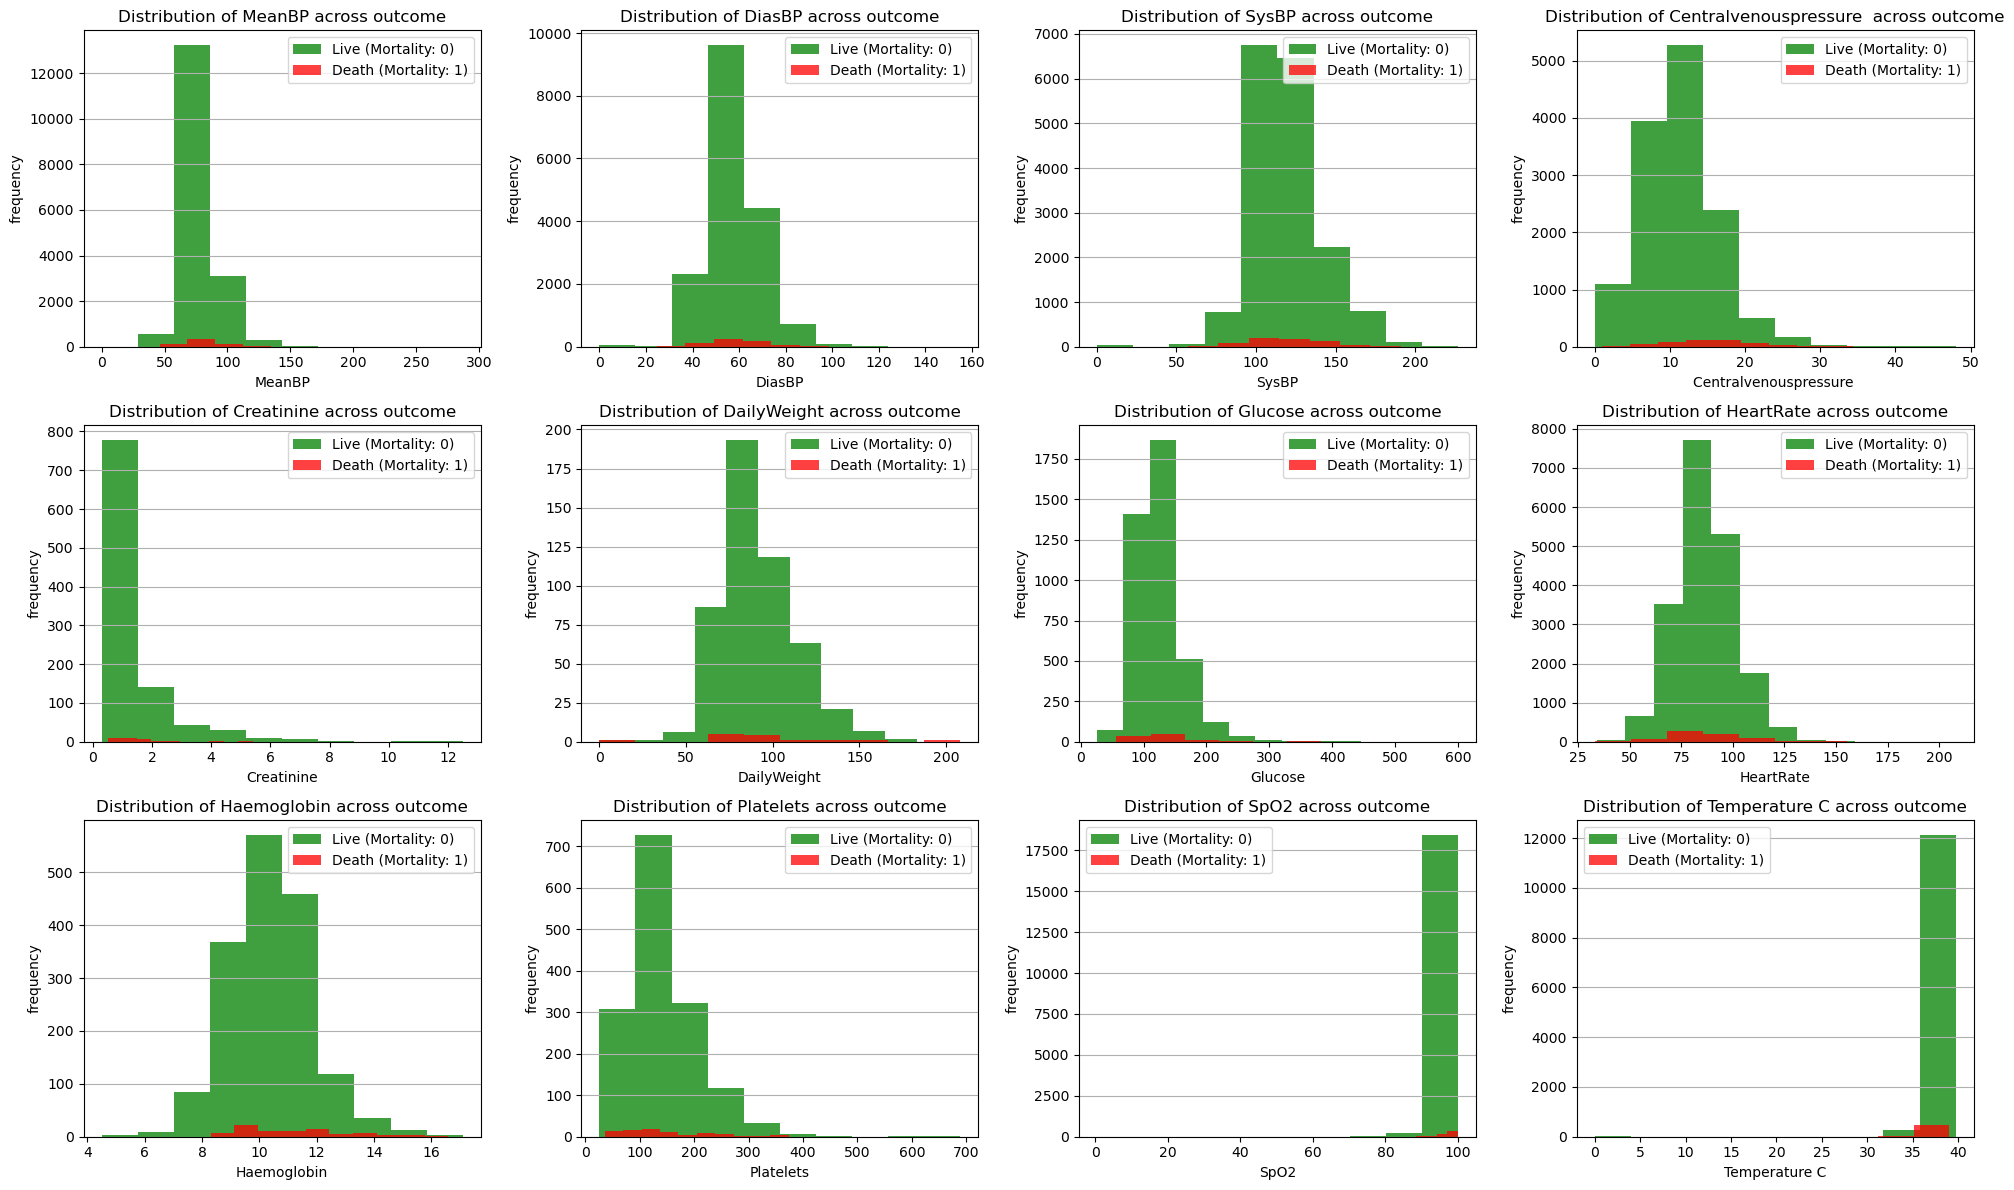 Distribution of MeanBP across outcome
Live (Mortality: 0)
Death (Mortality: 1)
frequency
12000
10000
8000
6000
4000
2000
0
0 50 100 150 200 250 300
MeanBP
Distribution of DiasBP across outcome
Live (Mortality: 0)
Death (Mortality: 1)
frequency
10000
8000
6000
4000
2000
0
0 20 40 60 80 100 120 140 160
DiasBP
Distribution of SysBP across outcome
Live (Mortality: 0)
Death (Mortality: 1)
frequency
7000
6000
5000
4000
3000
2000
1000
0
0 50 100 150 200
SysBP
Distribution of Centralvenouspressure  across outcome
Live (Mortality: 0)
Death (Mortality: 1)
frequency
5000
4000
3000
2000
1000
0
0 10 20 30 40 50
Centralvenouspressure
Distribution of Creatinine across outcome
Live (Mortality: 0)
Death (Mortality: 1)
frequency
800
700
600
500
400
300
200
100
0
0 2 4 6 8 10 12
Creatinine
Distribution of DailyWeight across outcome
Live (Mortality: 0)
Death (Mortality: 1)
frequency
200
175
150
125
100
75
50
25
0
0 50 100 150 200
DailyWeight
Distribution of Glucose across outcome
Live (Mortality: 0)
Death (Mortality: 1)
frequency
1750
1500
1250
1000
750
500
250
0
0 100 200 300 400 500 600
Glucose
Distribution of HeartRate across outcome
Live (Mortality: 0)
Death (Mortality: 1)
frequency
8000
7000
6000
5000
4000
3000
2000
1000
0
25 50 75 100 125 150 175 200
HeartRate
Distribution of Haemoglobin across outcome
Live (Mortality: 0)
Death (Mortality: 1)
frequency
500
400
300
200
100
0
4 6 8 10 12 14 16
Haemoglobin
Distribution of Platelets across outcome
Live (Mortality: 0)
Death (Mortality: 1)
frequency
700
600
500
400
300
200
100
0
0 100 200 300 400 500 600 700
Platelets
Distribution of SpO2 across outcome
Live (Mortality: 0)
Death (Mortality: 1)
frequency
17500
15000
12500
10000
7500
5000
2500
0
0 20 40 60 80 100
SpO2
Distribution of Temperature C across outcome
Live (Mortality: 0)
Death (Mortality: 1)
frequency
12000
10000
8000
6000
4000
2000
0
0 5 10 15 20 25 30 35 40
Temperature C